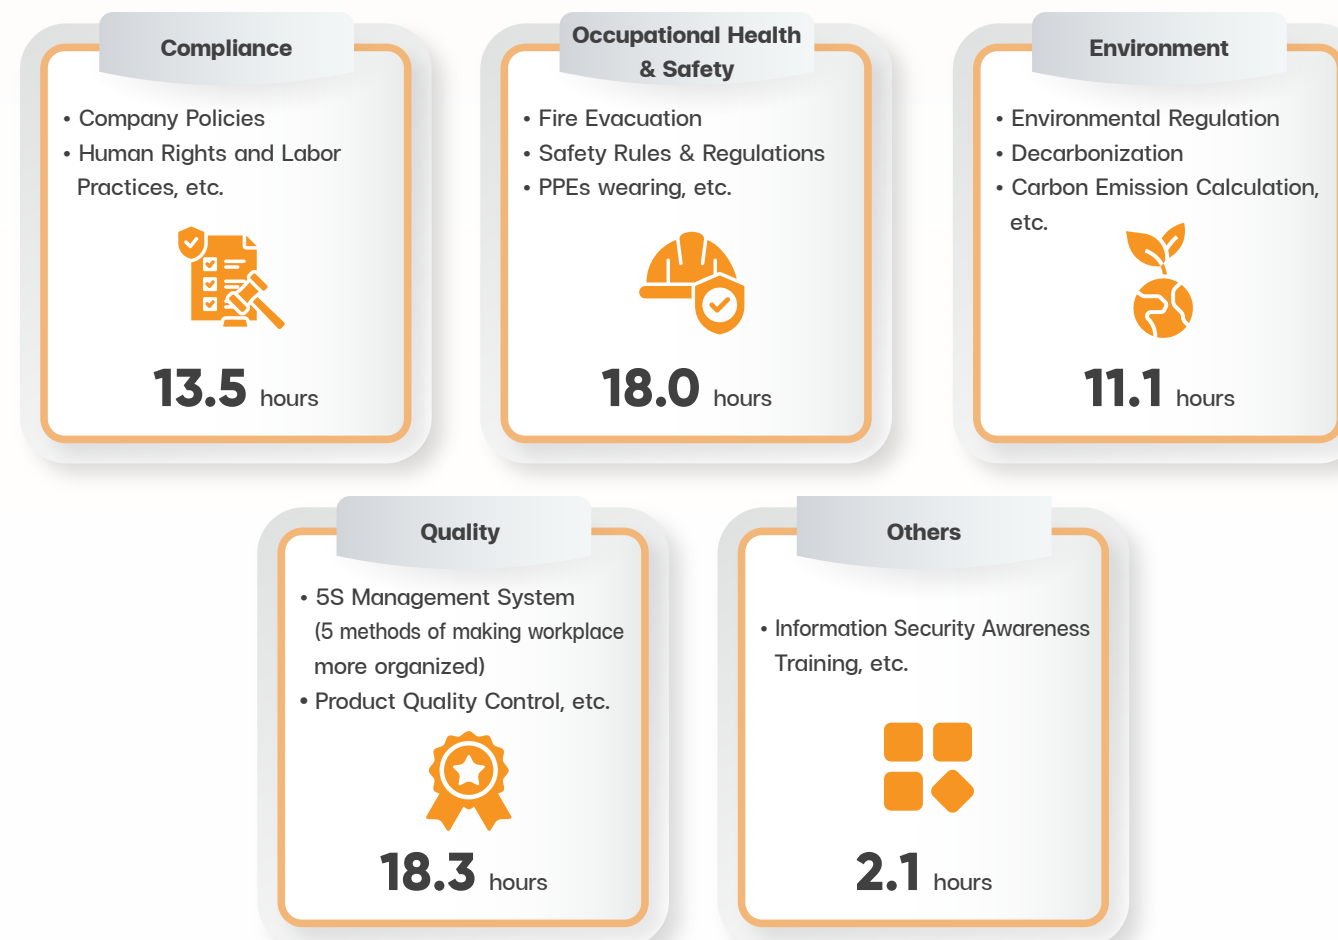 Compliance
• Company Policies
• Human Rights and Labor
Practices, etc.
13.5 hours
Occupational Health
& Safety
• Fire Evacuation
• Safety Rules & Regulations
• PPEs wearing, etc.
18.0 hours
Environment
• Environmental Regulation
• Decarbonization
• Carbon Emission Calculation,
etc.
11.1 hours
Quality
• 5S Management System
(5 methods of making workplace
more organized)
• Product Quality Control, etc.
18.3 hours
Others
• Information Security Awareness
Training, etc.
2.1 hours